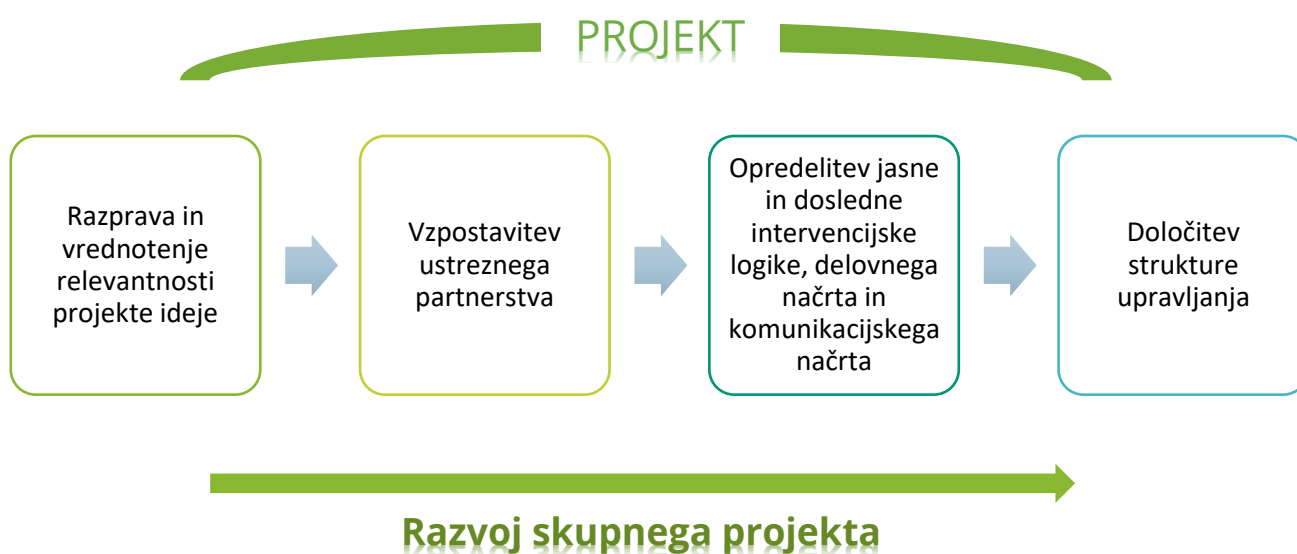 PROJEKT
Razprava in
vrednotenje
relevantnosti
projekte ideje
Vzpostavitev
ustreznega
partnerstva
Opredelitev jasne
in dosledne
intervencijske
logike, delovnega
načrta in
komunikacijskega
načrta
Določitev
strukture
upravljanja
Razvoj skupnega projekta